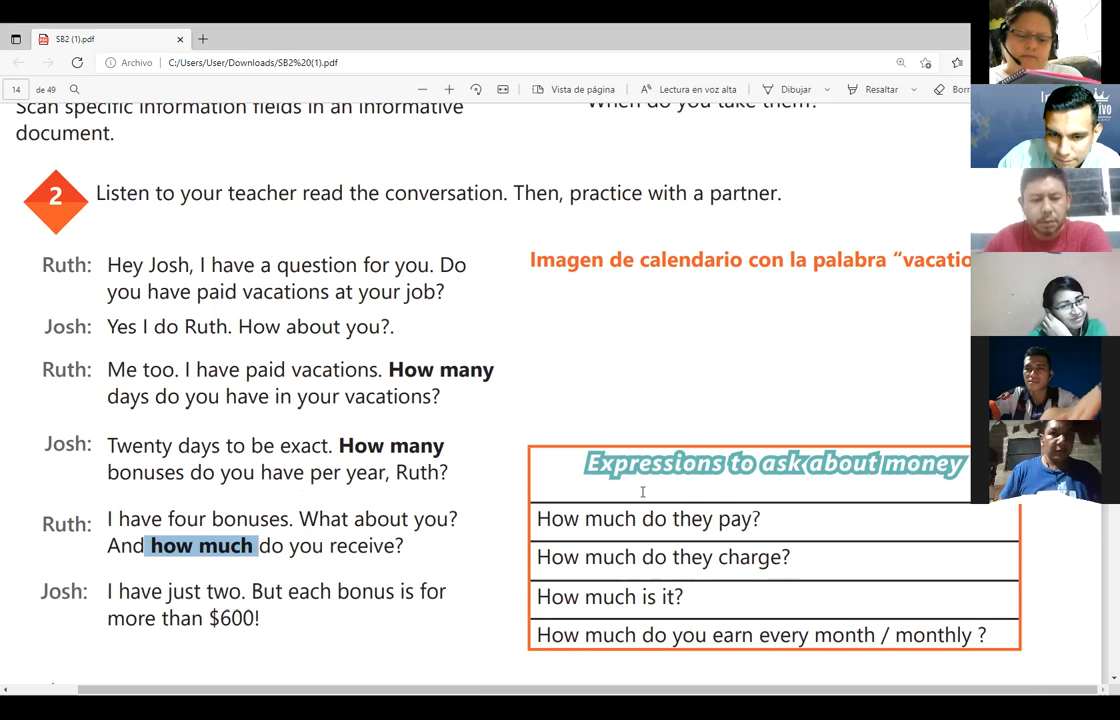 SB2 (1).pdf
Archivo
C:/Users/User/Downloads/SB2%20(1).pdf
14
de 49
Vista de página
Lectura en voz alta
Dibujar
Resaltar
Scan specific information fields in an informative
document.
When do you take them?
2
Listen to your teacher read the conversation. Then, practice with a partner.
Ruth: Hey Josh, I have a question for you. Do
you have paid vacations at your job?
Josh: Yes I do Ruth. How about you?.
Ruth: Me too. I have paid vacations. How many
days do you have in your vacations?
Josh: Twenty days to be exact. How many
bonuses do you have per year, Ruth?
Ruth: I have four bonuses. What about you?
And how much do you receive?
Josh: I have just two. But each bonus is for
more than $600!
Imagen de calendario con la palabra “vacatio
Expressions to ask about money
How much do they pay?
How much do they charge?
How much is it?
How much do you earn every month / monthly ?